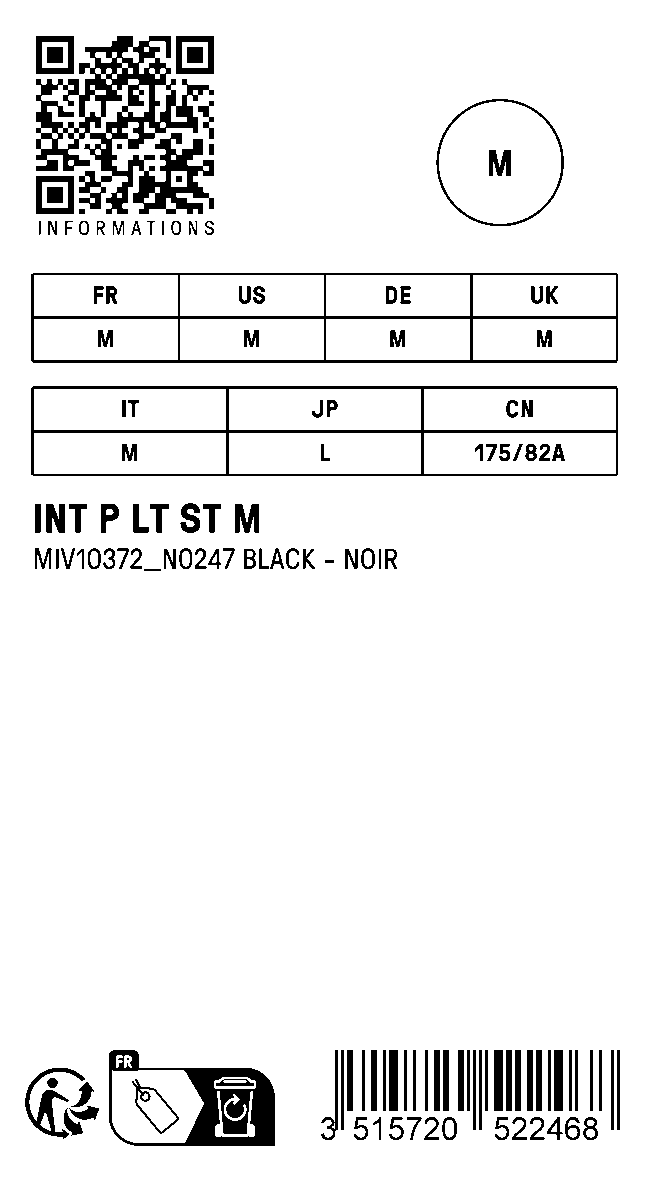 INFORMATIONS
M
FR US DE UK
M M M M
IT JP CN
M L 175/82A
INT P LT ST M
MIV10372_N0247 BLACK - NOIR
FR
3 515720 522468